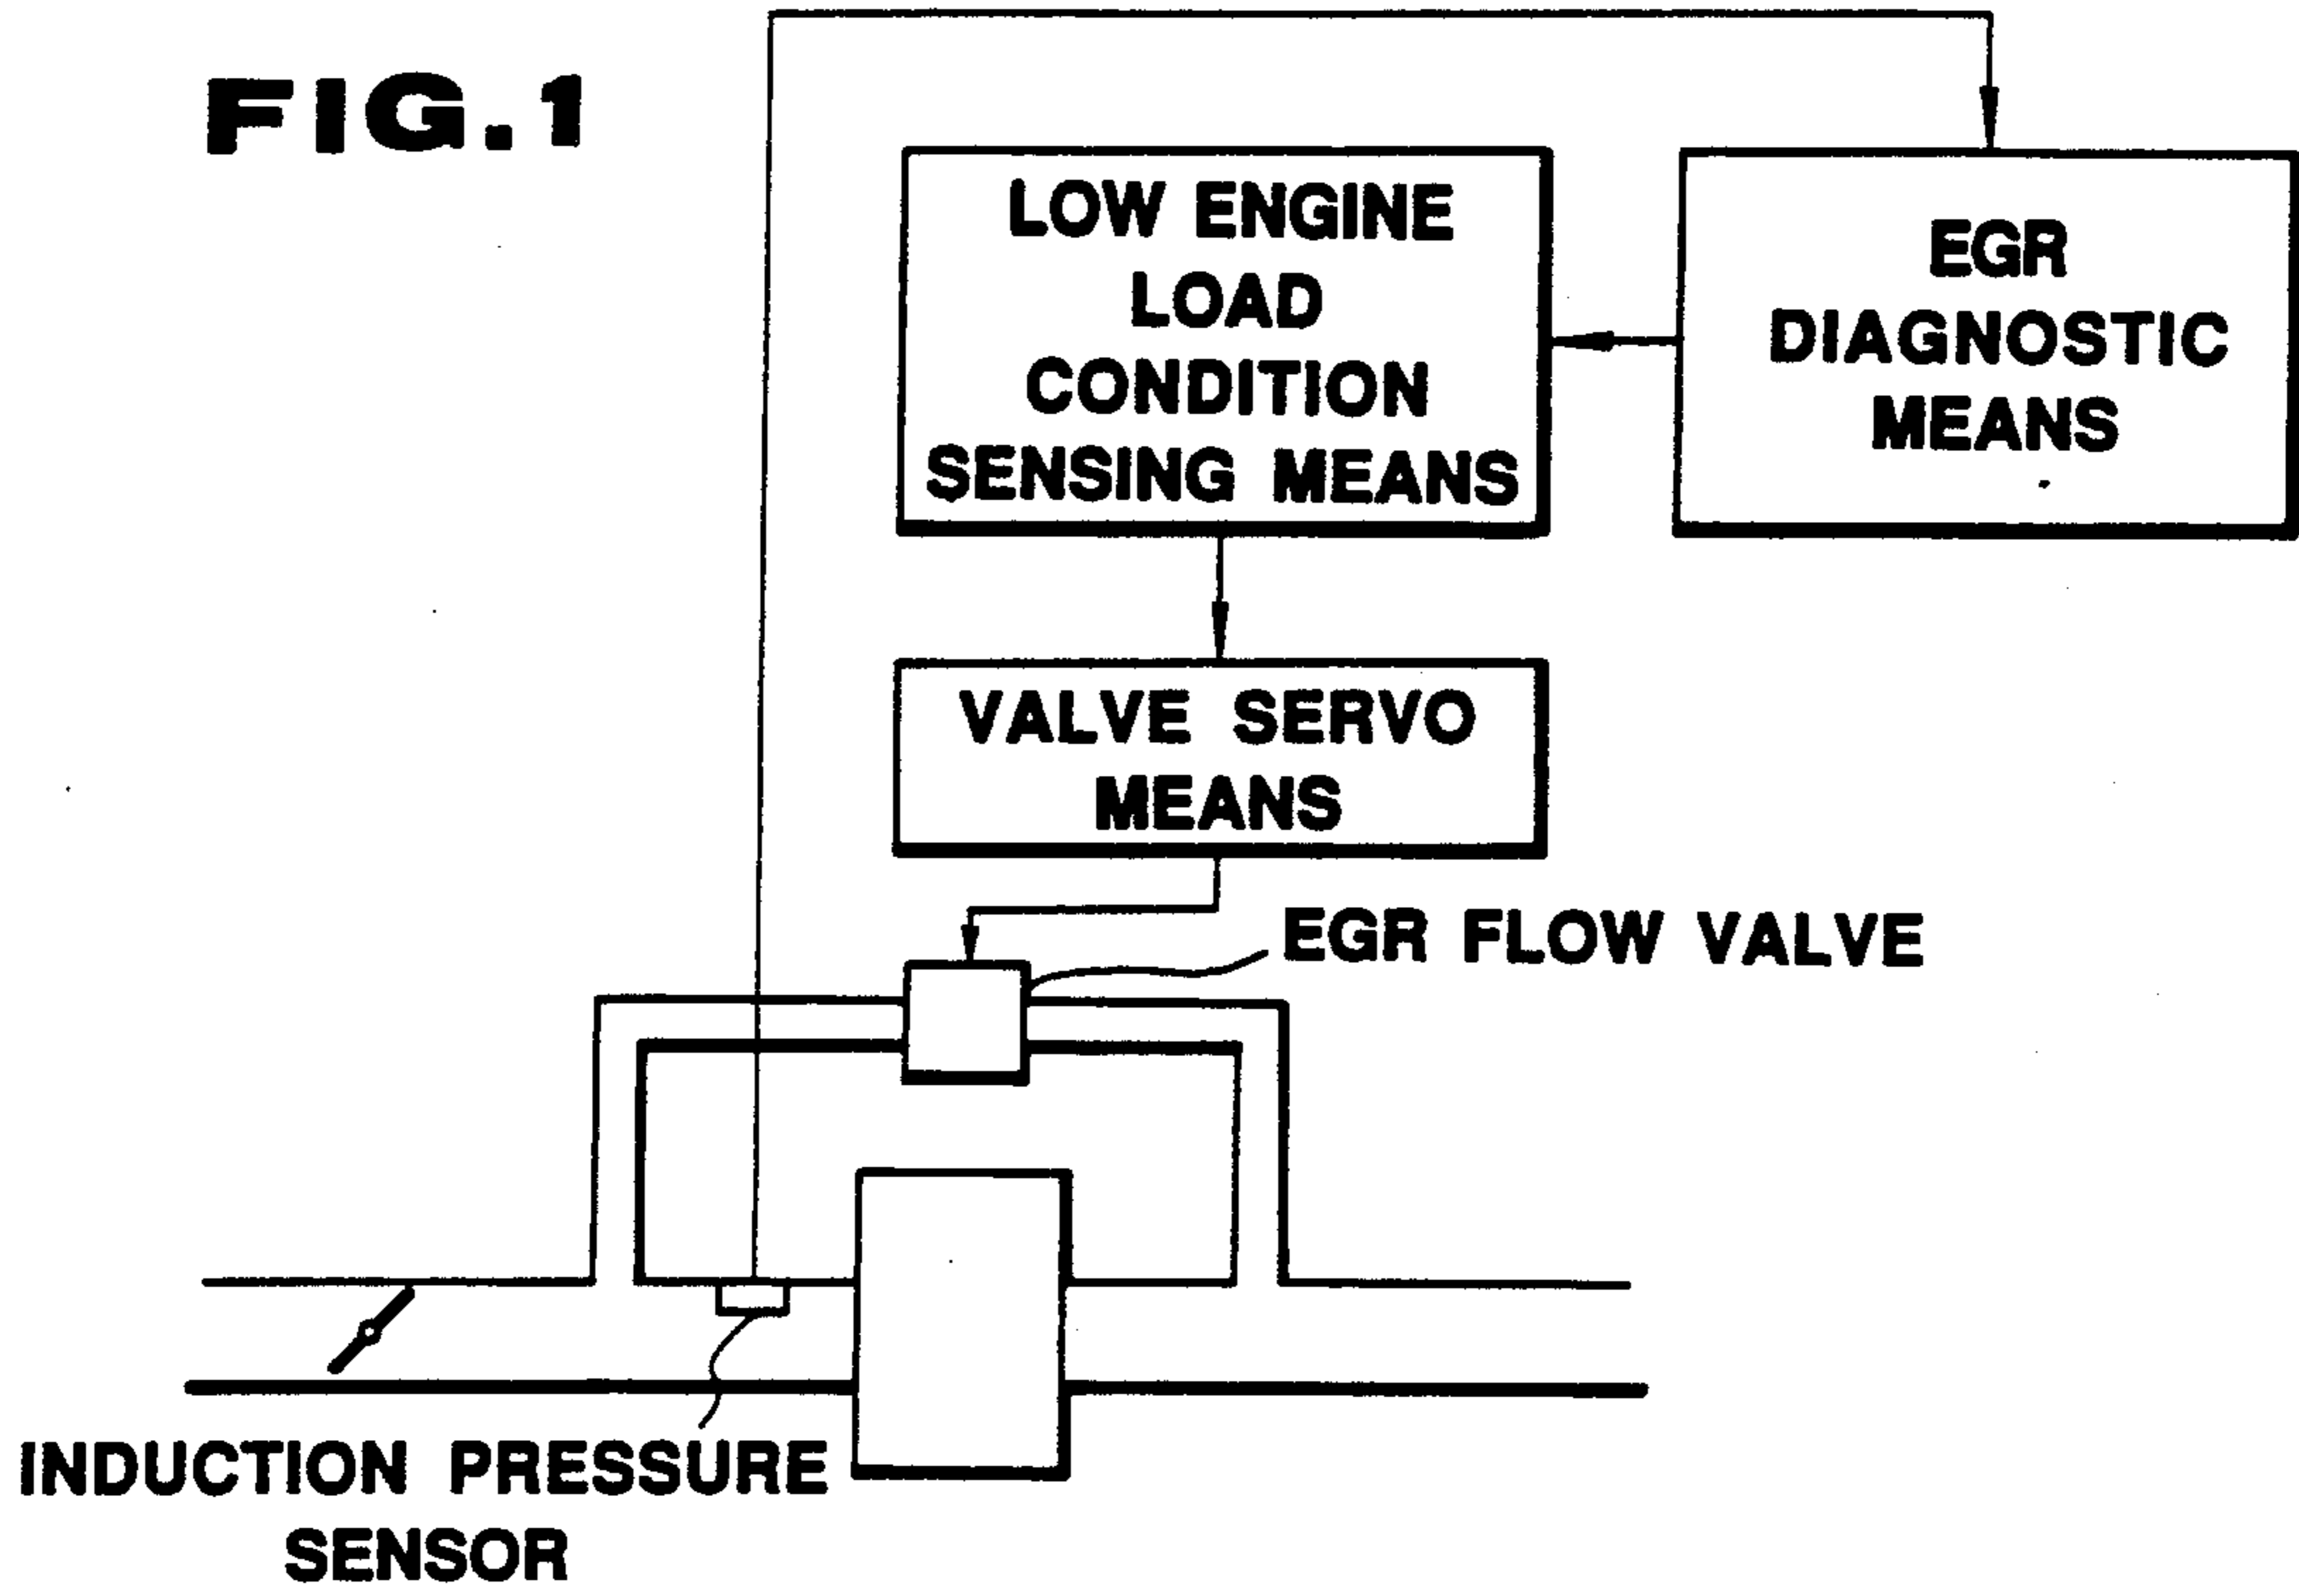 FIG.1
LOW ENGINE
LOAD
CONDITION
SENSING MEANS
EGR
DIAGNOSTIC
MEANS
VALVE SERVO
MEANS
EGR FLOW VALVE
INDUCTION PRESSURE
SENSOR